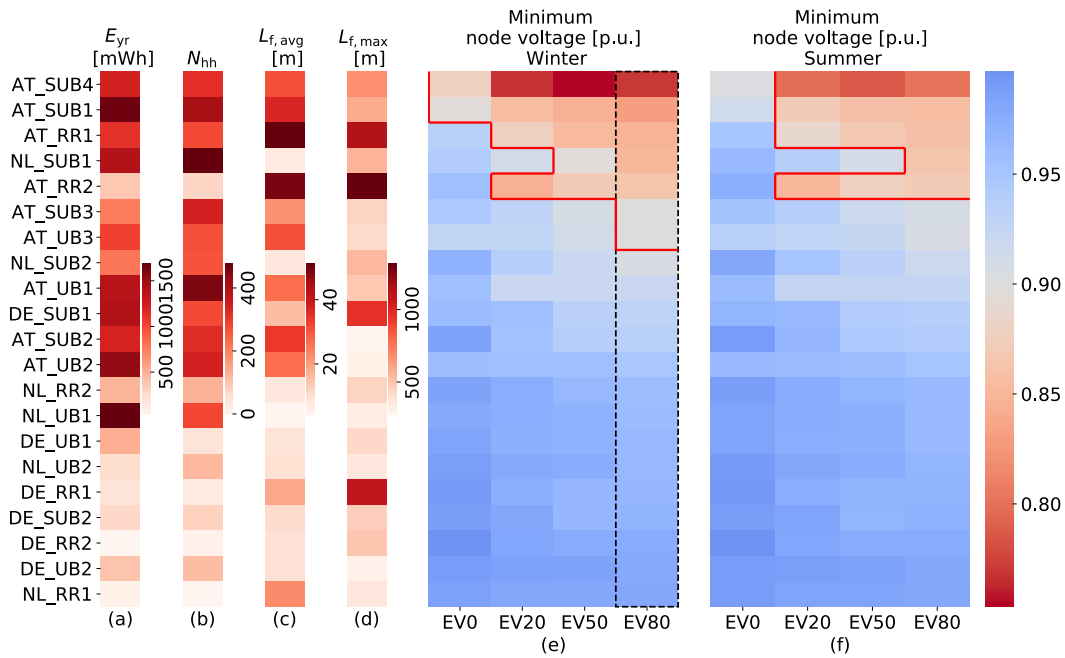 Minimum
node voltage [p.u.]
Winter
Minimum
node voltage [p.u.]
Summer
E_yr
[mWh]
N_hh
L_f, avg
[m]
L_f, max
[m]
AT_SUB4
AT_SUB1
AT_RR1
NL_SUB1
AT_RR2
AT_SUB3
AT_UB3
NL_SUB2
AT_UB1
DE_SUB1
AT_SUB2
AT_UB2
NL_RR2
NL_UB1
DE_UB1
NL_UB2
DE_RR1
DE_SUB2
DE_RR2
DE_UB2
NL_RR1
1500
1000
500
400
200
0
40
20
1000
500
0.95
0.90
0.85
0.80
EV0 EV20 EV50 EV80
EV0 EV20 EV50 EV80
(a) (b) (c) (d) (e) (f)